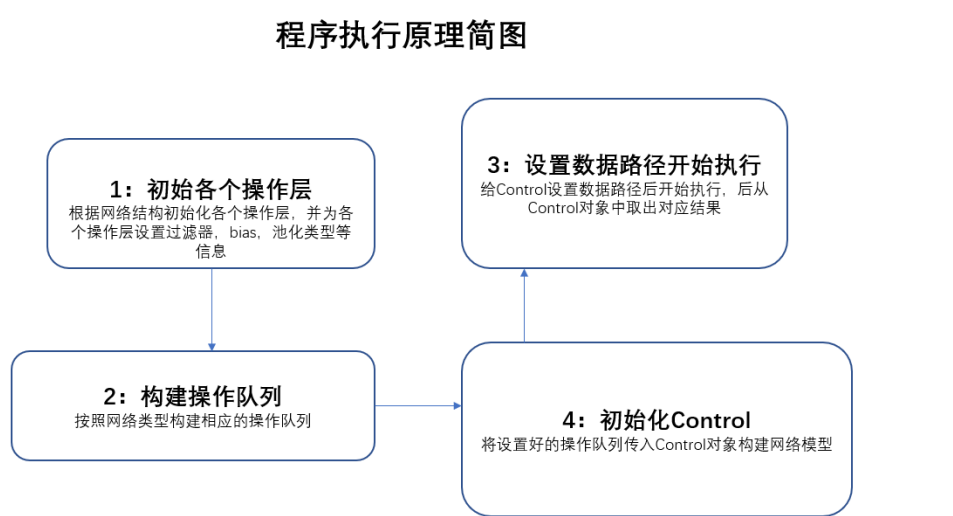 程序执行原理简图
1：初始各个操作层
根据网络结构初始化各个操作层，并为各
个操作层设置过滤器，bias，池化类型等
信息
2：构建操作队列
按照网络类型构建相应的操作队列
3：设置数据路径开始执行
给Control设置数据路径后开始执行，后从
Control对象中取出对应结果
4：初始化Control
将设置好的操作队列传入Control对象构建网络模型